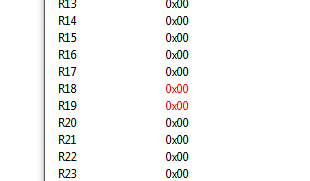 R13 0x00
R14 0x00
R15 0x00
R16 0x00
R17 0x00
R18 0x00
R19 0x00
R20 0x00
R21 0x00
R22 0x00
R23 0x00